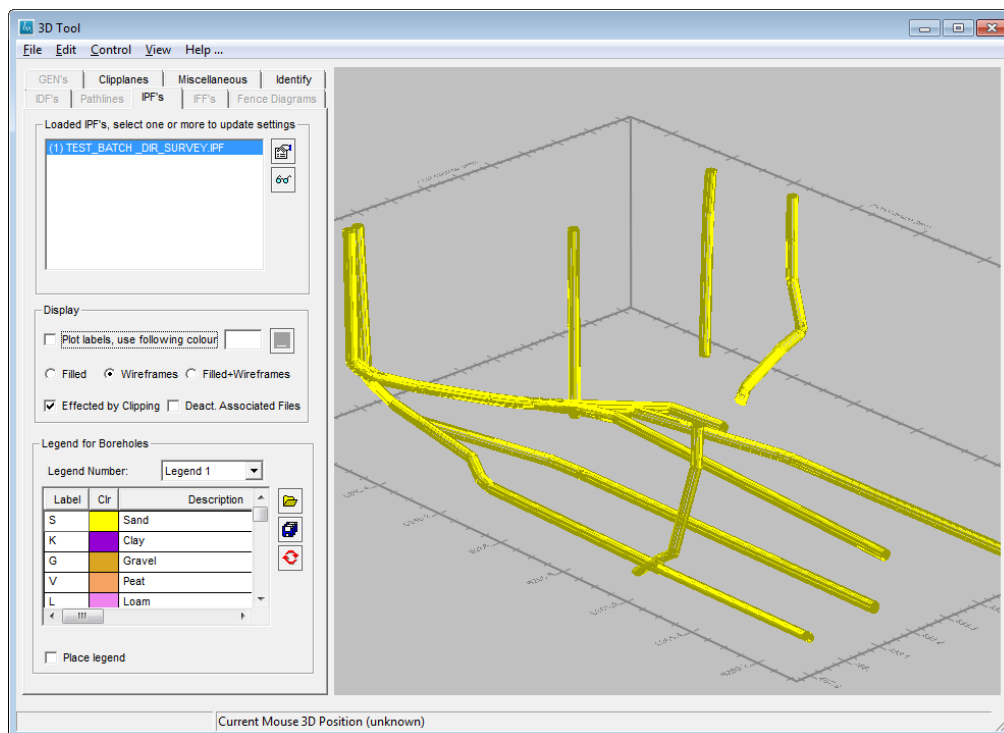 3D Tool
File Edit Control View Help ...
GEN's Clipplanes Miscellaneous Identify
IDF's Pathlines IPF's IFF's Fence Diagrams
Loaded IPF's, select one or more to update settings
(1) TEST_BATCH _DIR_SURVEY.IPF
Display
Plot labels, use following colour
Filled Wireframes Filled+Wireframes
Effected by Clipping Deact. Associated Files
Legend for Boreholes
Legend Number: Legend 1
Label Clr Description
S Sand
K Clay
G Gravel
V Peat
L Loam
Place legend
Current Mouse 3D Position (unknown)